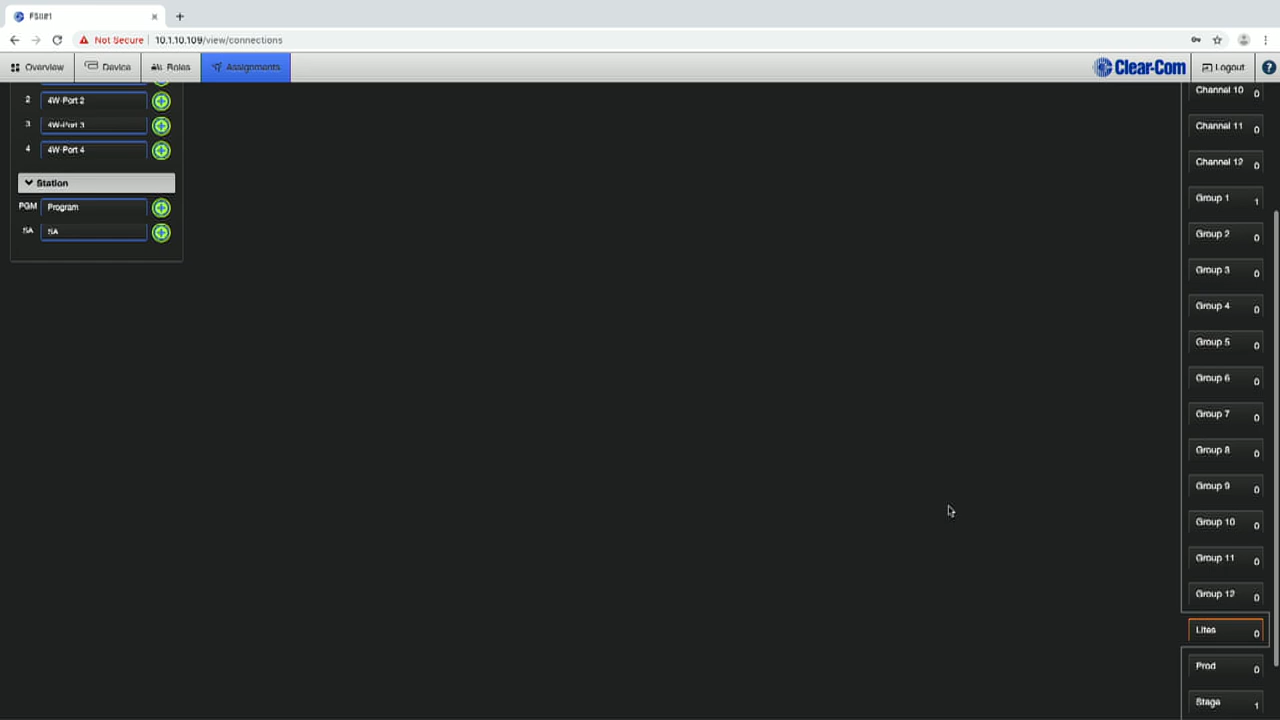 Not Secure
10.1.10.109/view/connections
Overview
Device
Roles
Assignments
Clear-Com
Logout
?
2
4W-Port 2
3
4W-Port 3
4
4W-Port 4
Station
PGM
Program
SA
SA
Channel 10
0
Channel 11
0
Channel 12
0
Group 1
1
Group 2
0
Group 3
0
Group 4
0
Group 5
0
Group 6
0
Group 7
0
Group 8
0
Group 9
0
Group 10
0
Group 11
0
Group 12
0
Lites
0
Prod
0
Stage
1